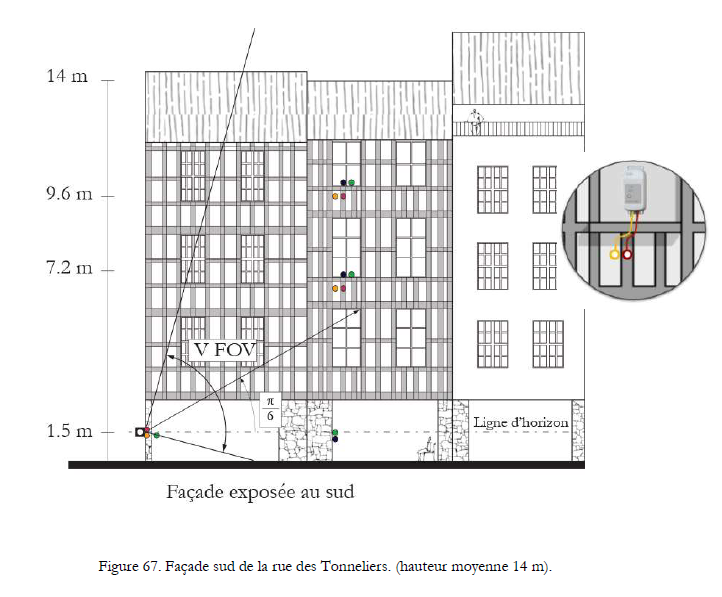 14 m
9.6 m
7.2 m
V FOV
π
6
1.5 m
Ligne d'horizon
Façade exposée au sud
Figure 67. Façade sud de la rue des Tonneliers. (hauteur moyenne 14 m).